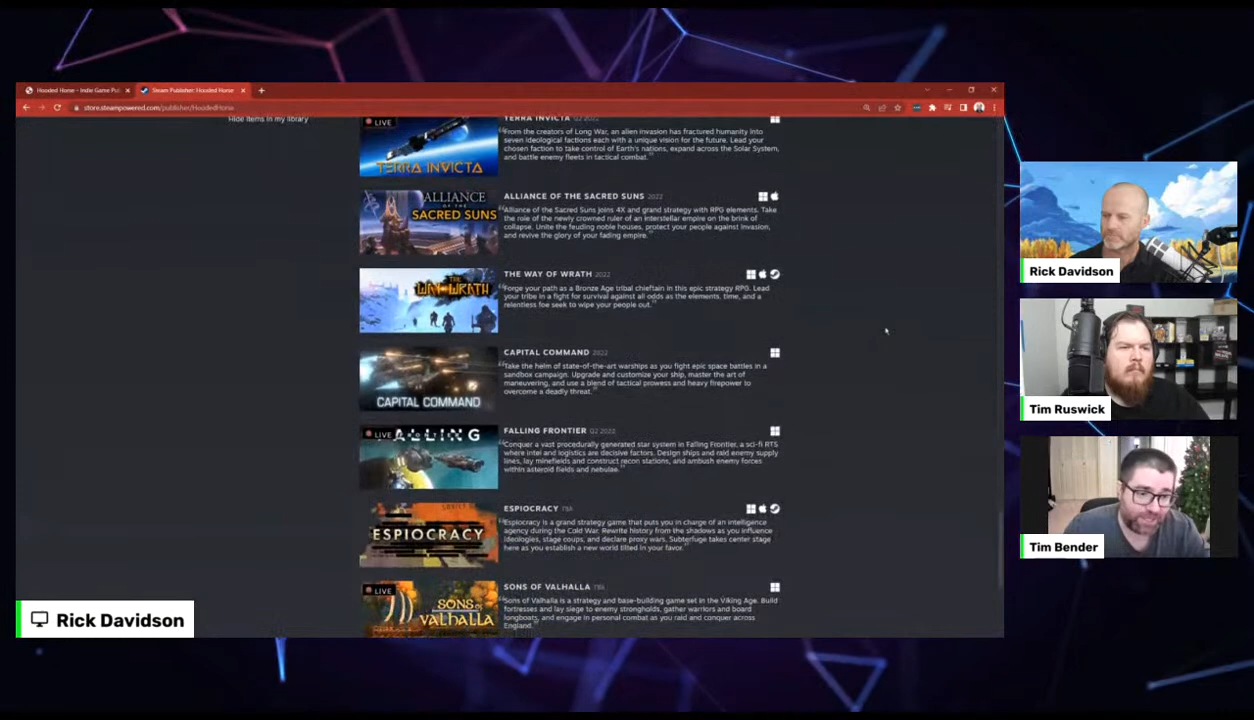 Hooded Horse - Indie Game Pu
Steam Publisher: Hooded Horse
store.steampowered.com/publisher/HoodedHorse
Hide items in my library
LIVE
TERRA INVICTA
TERRA INVICTA Q2 2022
From the creators of Long War, an alien invasion has fractured humanity into
seven ideological factions each with a unique vision for the future. Lead your
chosen faction to take control of Earth's nations, expand across the Solar System,
and battle enemy fleets in tactical combat.
ALLIANCE
OF THE
SACRED SUNS
ALLIANCE OF THE SACRED SUNS 2022
Alliance of the Sacred Suns joins 4X and grand strategy with RPG elements. Take
the role of the newly crowned ruler of an interstellar empire on the brink of
collapse. Unite the feuding noble houses, protect your people against invasion,
and revive the glory of your fading empire.
THE
WAY OF WRATH
THE WAY OF WRATH 2022
Forge your path as a Bronze Age tribal chieftain in this epic strategy RPG. Lead
your tribe in a fight for survival against all odds as the elements, time, and a
relentless foe seek to wipe your people out.
CAPITAL COMMAND
CAPITAL COMMAND 2022
Take the helm of state-of-the-art warships as you fight epic space battles in a
sandbox campaign. Upgrade and customize your ship, master the art of
maneuvering, and use a blend of tactical prowess and heavy firepower to
overcome a deadly threat.
LIVE
FALLING FRONTIER Q2 2022
Conquer a vast procedurally generated star system in Falling Frontier, a sci-fi RTS
where intel and logistics are decisive factors. Design ships and raid enemy supply
lines, lay minefields and construct recon stations, and ambush enemy forces
within asteroid fields and nebulae.
ESPIOCRACY
ESPIOCRACY TBA
Espiocracy is a grand strategy game that puts you in charge of an intelligence
agency during the Cold War. Rewrite history from the shadows as you influence
ideologies, stage coups, and declare proxy wars. Subterfuge takes center stage
here as you establish a new world tilted in your favor.
LIVE
SONS OF
VALHALLA
SONS OF VALHALLA TBA
Sons of Valhalla is a strategy and base-building game set in the Viking Age. Build
fortresses and lay siege to enemy strongholds, gather warriors and board
longboats, and engage in personal combat as you raid and conquer across
England.
Rick Davidson
Rick Davidson
Tim Ruswick
Tim Bender